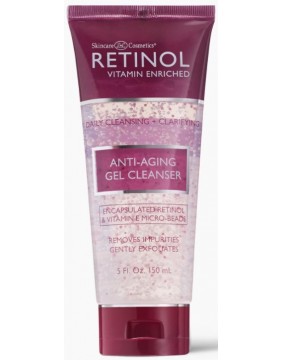 Skincare LdeL Cosmetics®
RETINOL
VITAMIN ENRICHED
DAILY CLEANSING + CLARIFYING
ANTI-AGING
GEL CLEANSER
ENCAPSULATED RETINOL
& VITAMIN E MICRO-BEADS
REMOVES IMPURITIES
GENTLY EXFOLIATES
5 Fl. Oz. 150 mL